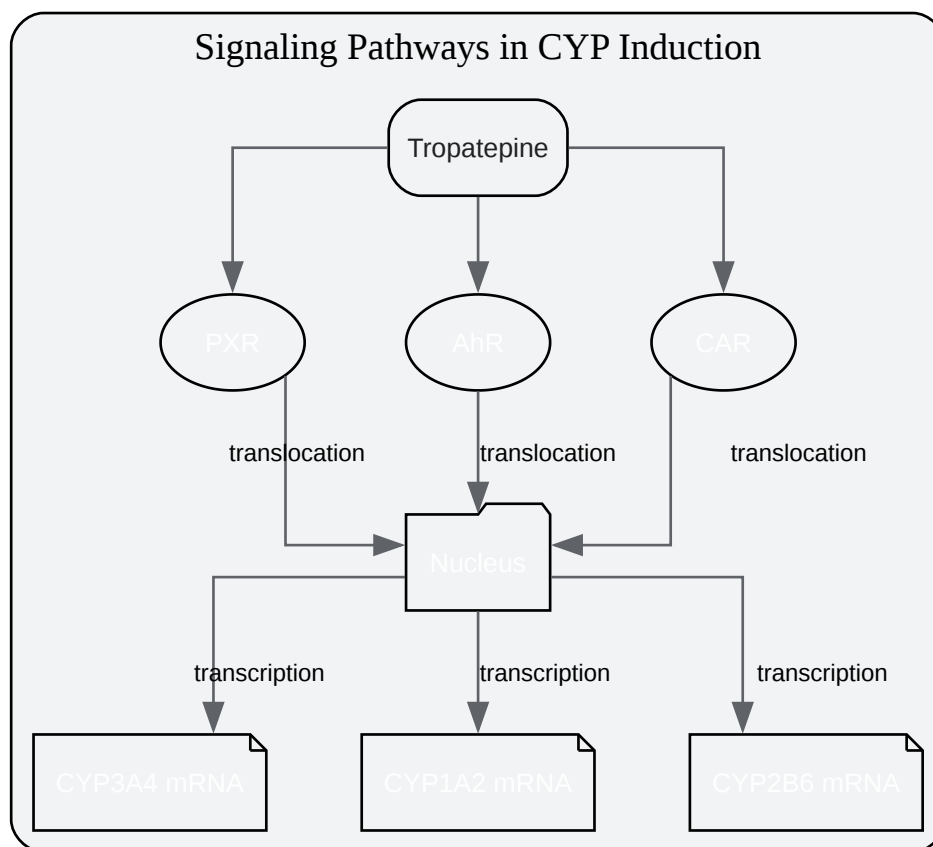 Signaling Pathways in CYP Induction
Tropatepine
PXR
AhR
CAR
translocation
translocation
translocation
Nucleus
transcription
transcription
transcription
CYP3A4 mRNA
CYP1A2 mRNA
CYP2B6 mRNA